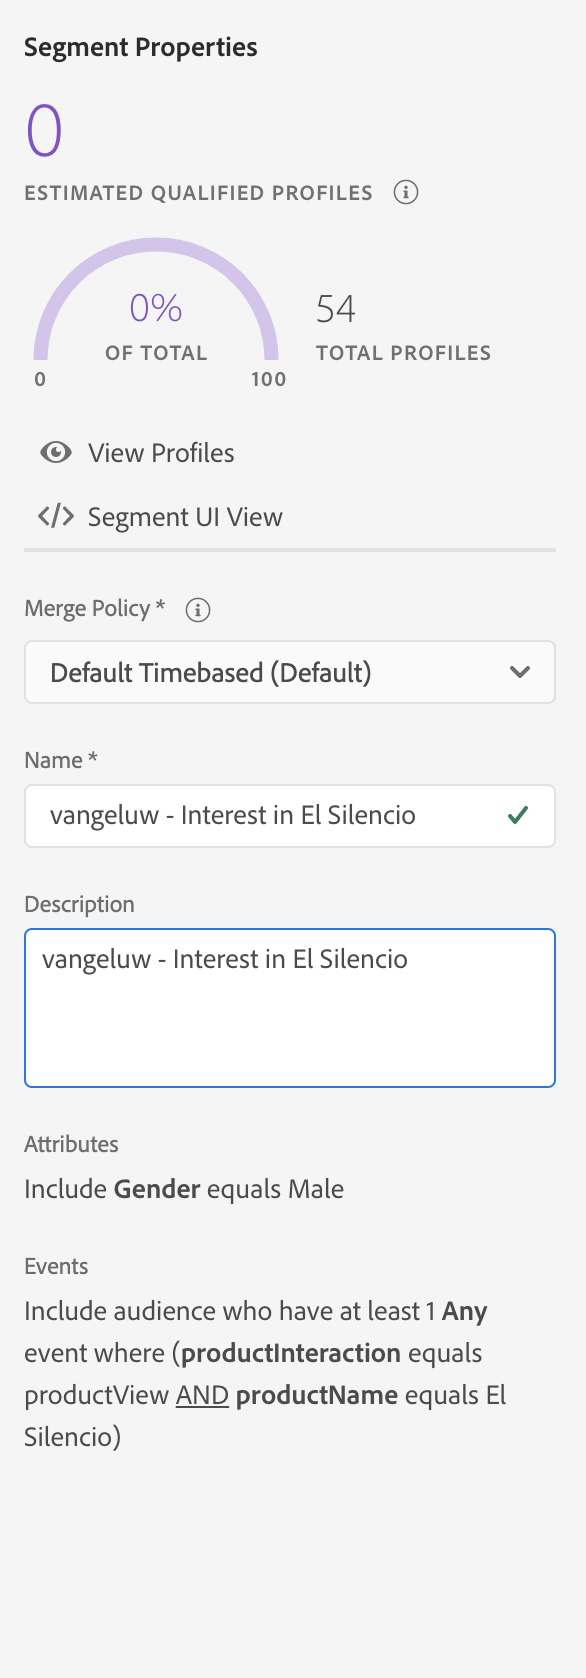 Segment Properties
0
ESTIMATED QUALIFIED PROFILES
0%
OF TOTAL
0
100
54
TOTAL PROFILES
View Profiles
</> Segment UI View
Merge Policy *
Default Timebased (Default)
Name *
vangeluw - Interest in El Silencio
Description
vangeluw - Interest in El Silencio
Attributes
Include Gender equals Male
Events
Include audience who have at least 1 Any
event where (productInteraction equals
productView AND productName equals El
Silencio)